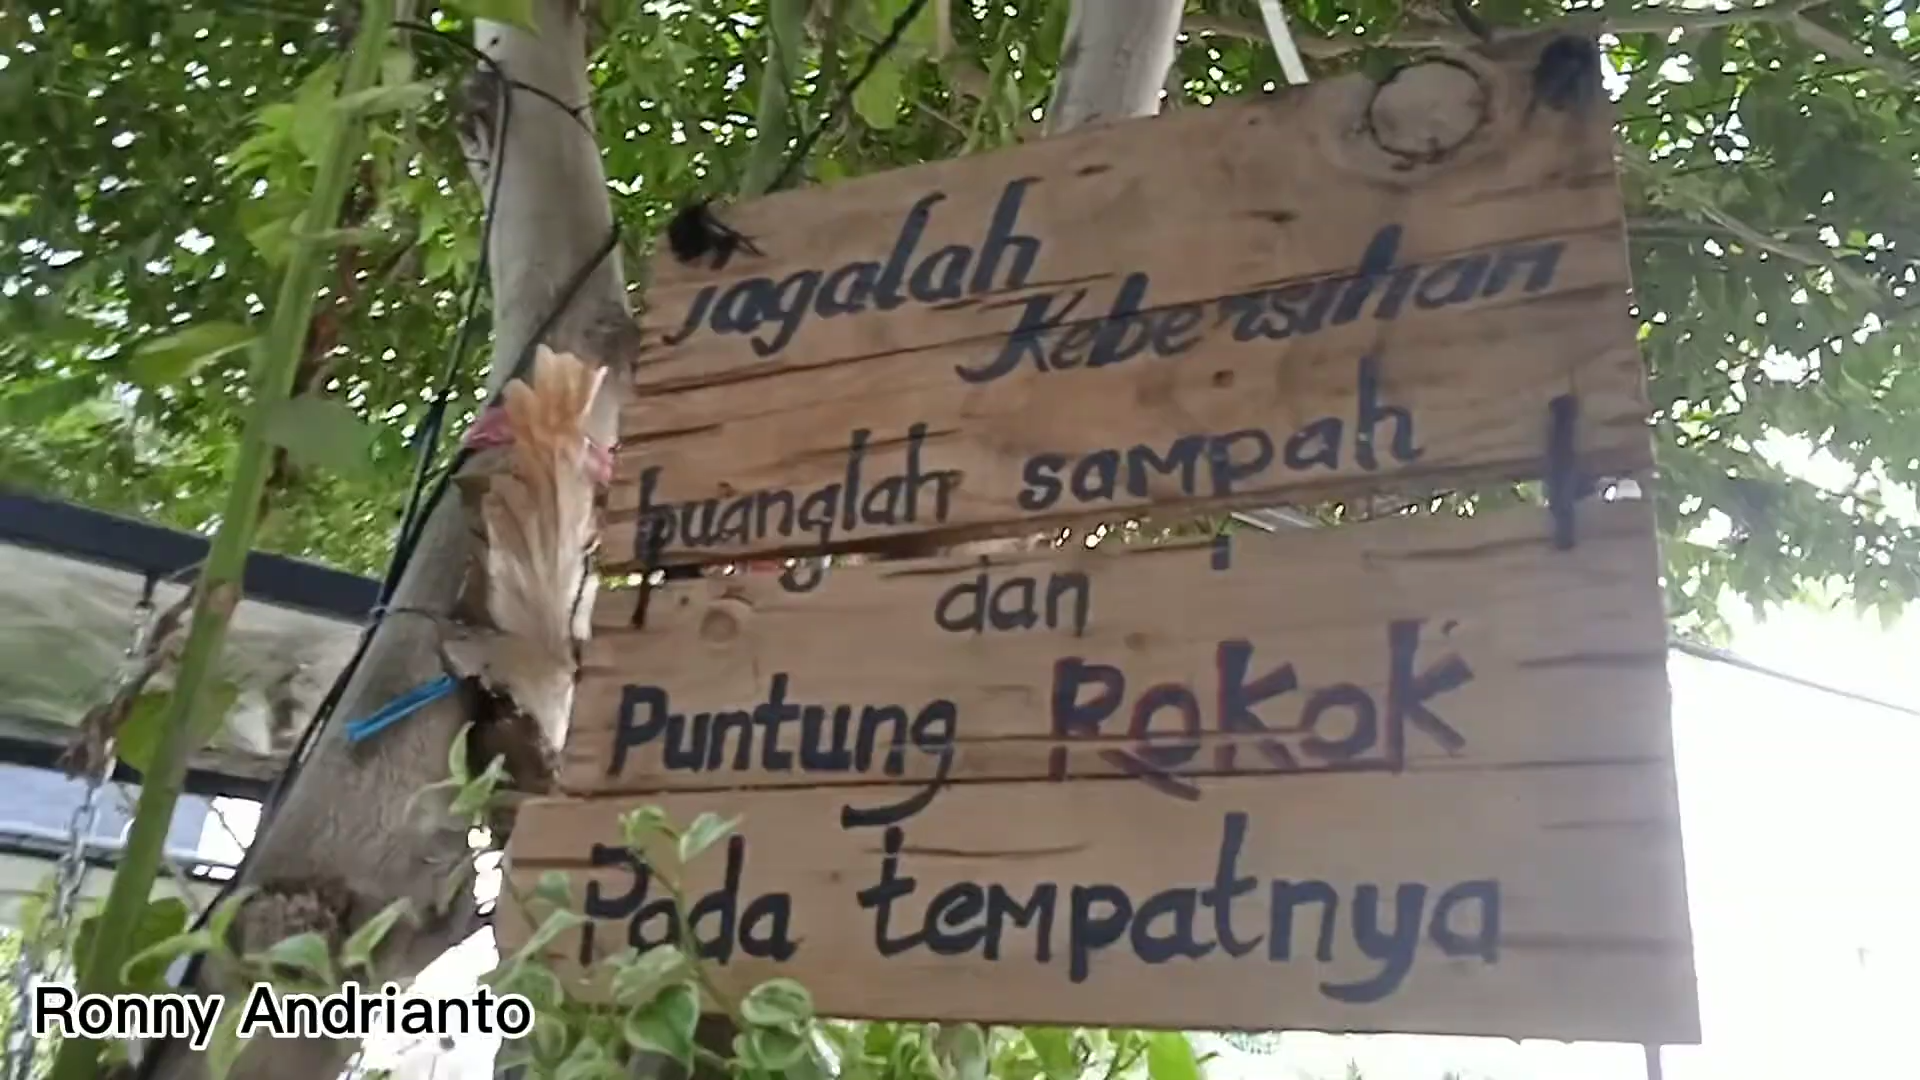 jagalah
Kebersihan
buanglah sampah
dan
Puntung Rokok
Pada tempatnya
Ronny Andrianto